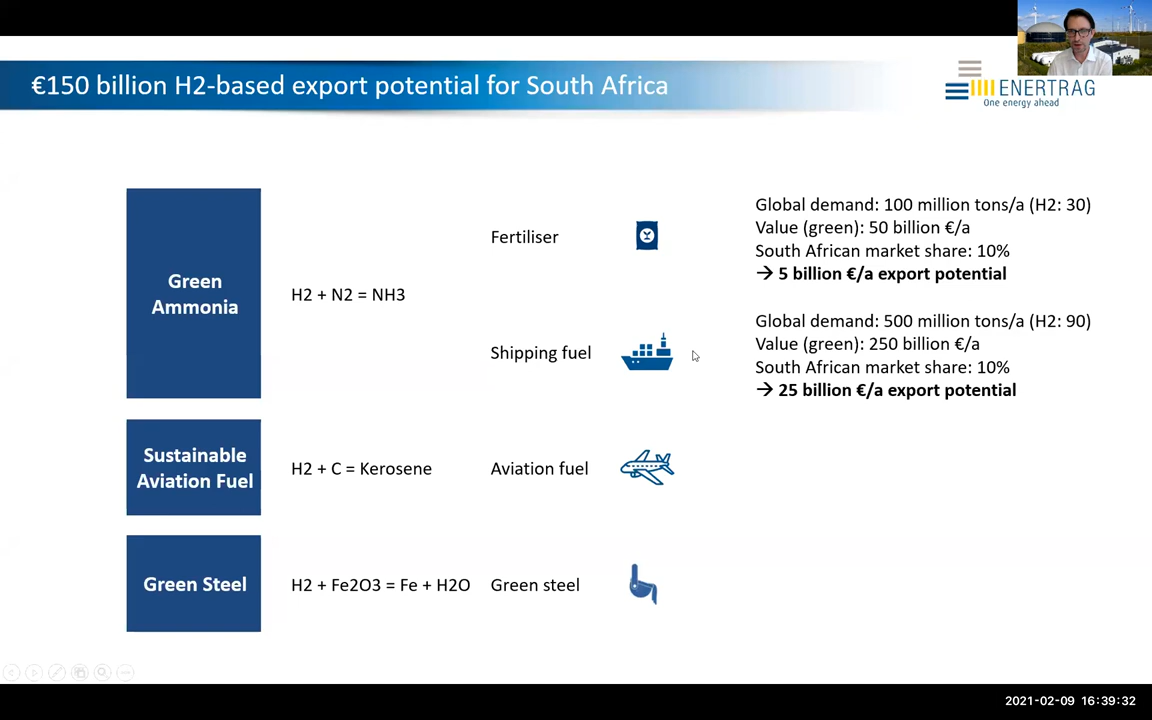 €150 billion H2-based export potential for South Africa
ENERTRAG
One energy ahead
Green
Ammonia
H2 + N2 = NH3
Fertiliser
Global demand: 100 million tons/a (H2: 30)
Value (green): 50 billion €/a
South African market share: 10%
→ 5 billion €/a export potential
Shipping fuel
Global demand: 500 million tons/a (H2: 90)
Value (green): 250 billion €/a
South African market share: 10%
→ 25 billion €/a export potential
Sustainable
Aviation Fuel
H2 + C = Kerosene
Aviation fuel
Green Steel
H2 + Fe2O3 = Fe + H2O
Green steel
2021-02-09 16:39:32